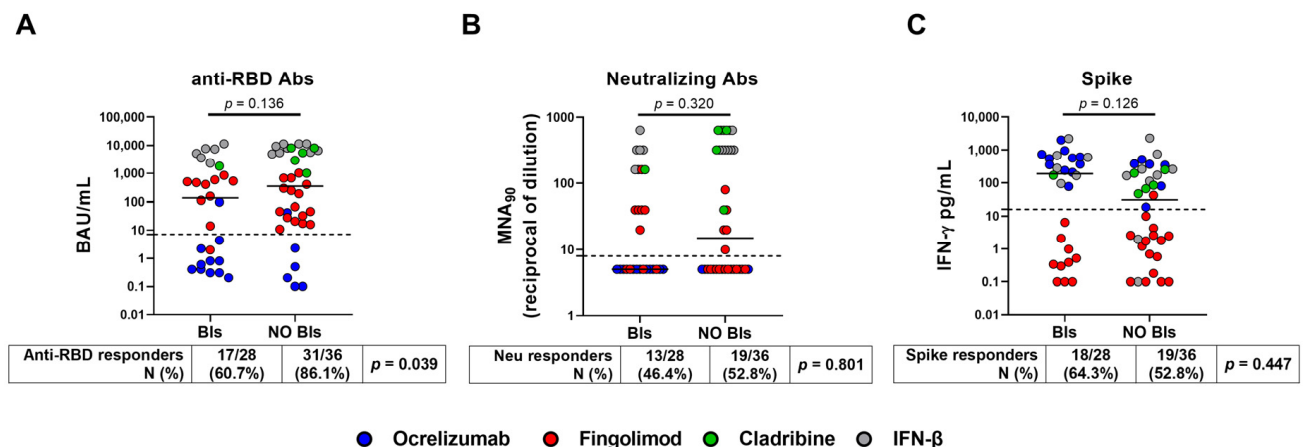 A
anti-RBD Abs
p = 0.136
100,000
10,000
1,000
100
10
1
0.1
0.01
BAU/mL
BIs NO BIs
Anti-RBD responders 17/28 31/36 p = 0.039
N (%) (60.7%) (86.1%)
B
Neutralizing Abs
p = 0.320
1000
100
10
1
MNA90
(reciprocal of dilution)
BIs NO BIs
Neu responders 13/28 19/36 p = 0.801
N (%) (46.4%) (52.8%)
C
Spike
p = 0.126
10,000
1,000
100
10
1
0.1
0.01
IFN-γ pg/mL
BIs NO BIs
Spike responders 18/28 19/36 p = 0.447
N (%) (64.3%) (52.8%)
Ocrelizumab Fingolimod Cladribine IFN-β